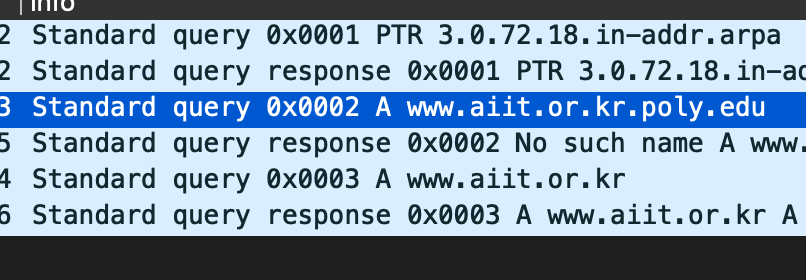 Info
2 Standard query 0x0001 PTR 3.0.72.18.in-addr.arpa
2 Standard query response 0x0001 PTR 3.0.72.18.in-ad
3 Standard query 0x0002 A www.aiit.or.kr.poly.edu
5 Standard query response 0x0002 No such name A www.
4 Standard query 0x0003 A www.aiit.or.kr
6 Standard query response 0x0003 A www.aiit.or.kr A